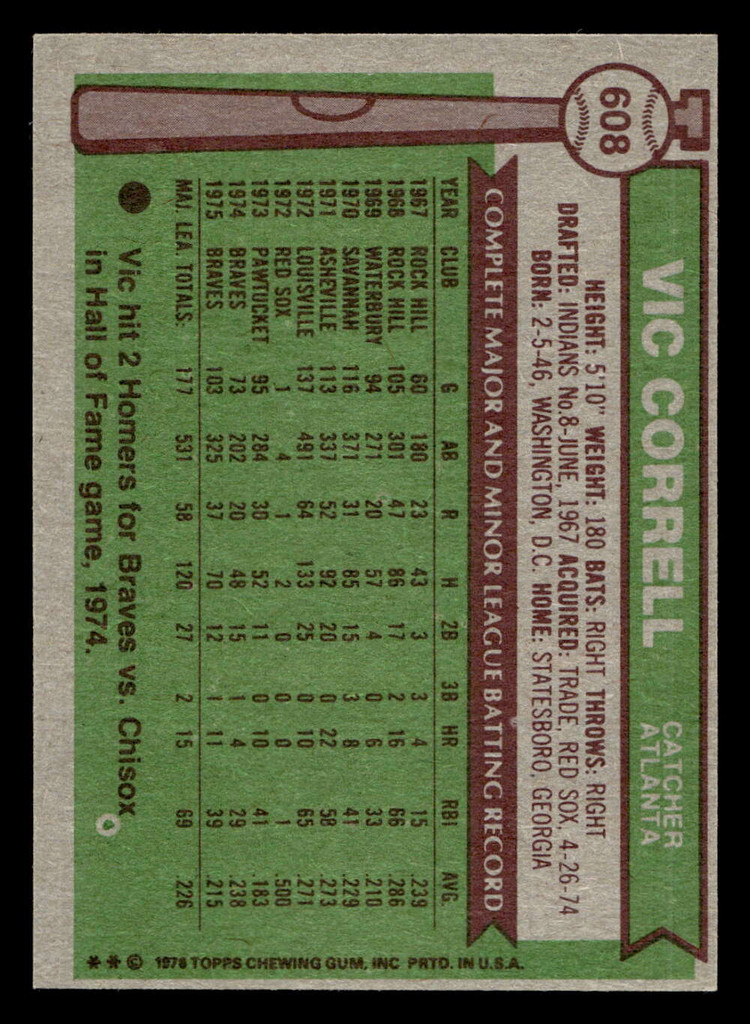 608
VIC CORRELL
CATCHER
ATLANTA
HEIGHT: 5'10" WEIGHT: 180 BATS: RIGHT THROWS: RIGHT
DRAFTED: INDIANS No.8-JUNE, 1967 ACQUIRED: TRADE, RED SOX, 4-26-74
BORN: 2-5-46, WASHINGTON, D.C. HOME: STATESBORO, GEORGIA
COMPLETE MAJOR AND MINOR LEAGUE BATTING RECORD
YEAR CLUB G AB R H 2B 3B HR RBI AVG.
1967 ROCK HILL 60 180 23 43 3 3 4 15 .239
1968 ROCK HILL 105 301 47 86 17 2 16 66 .286
1969 WATERBURY 94 271 20 57 4 0 6 33 .210
1970 SAVANNAH 116 371 31 85 15 3 8 41 .229
1971 ASHEVILLE 113 337 52 92 20 0 22 58 .273
1972 LOUISVILLE 137 491 64 133 25 0 10 65 .271
1972 RED SOX 1 4 1 2 0 0 0 1 .500
1973 PAWTUCKET 95 284 30 52 11 0 10 41 .183
1974 BRAVES 73 202 20 48 15 1 4 29 .238
1975 BRAVES 103 325 37 70 12 1 11 39 .215
MAJ. LEA. TOTALS: 177 531 58 120 27 2 15 69 .226
Vic hit 2 Homers for Braves vs. Chisox
in Hall of Fame game, 1974.
** © 1976 TOPPS CHEWING GUM, INC PRTD. IN U.S.A.